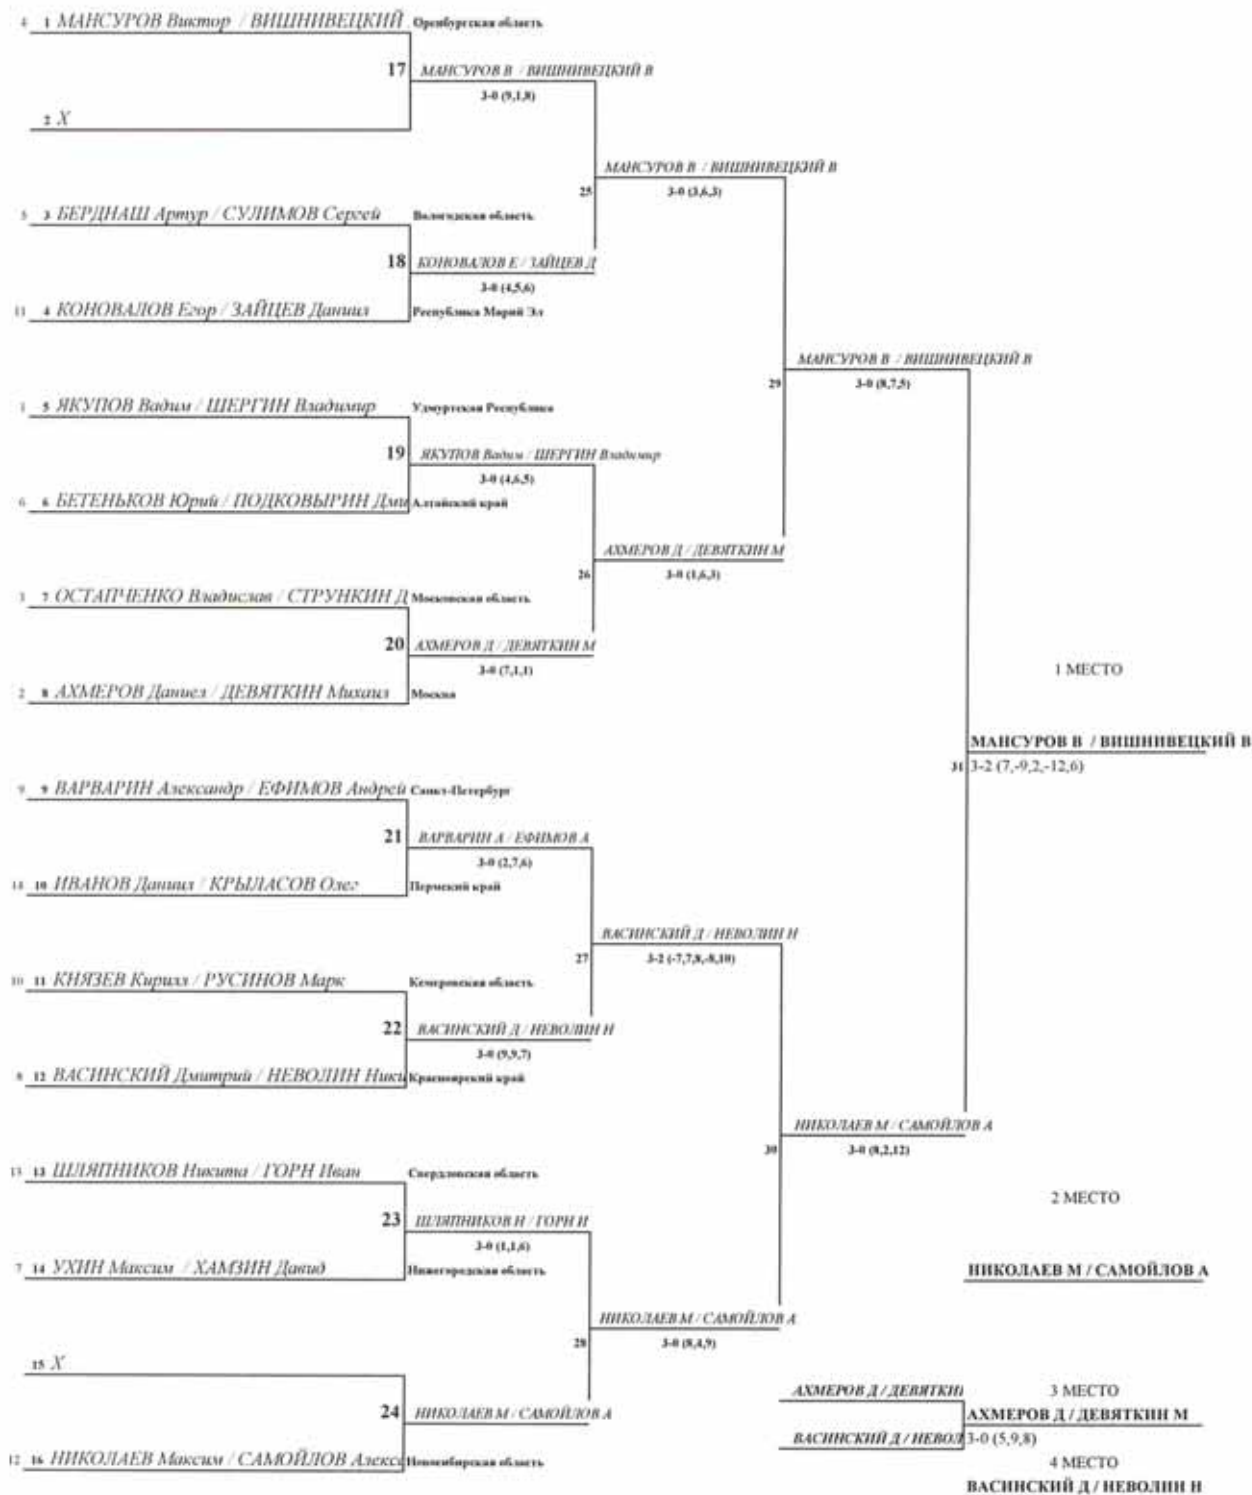 4 1 МАНСУРОВ Виктор / ВИШНИВЕЦКИЙ Оренбургская область
17 МАНСУРОВ В / ВИШНИВЕЦКИЙ В
3-0 (9,1,8)
2 X
МАНСУРОВ В / ВИШНИВЕЦКИЙ В
25 3-0 (3,6,3)
5 3 БЕРДНАШ Артур / СУЛИМОВ Сергей Вологодская область
18 КОНОВАЛОВ Е / ЗАЙЦЕВ Д
3-0 (4,5,6)
11 4 КОНОВАЛОВ Егор / ЗАЙЦЕВ Даниил Республика Марий Эл
МАНСУРОВ В / ВИШНИВЕЦКИЙ В
29 3-0 (8,7,5)
1 5 ЯКУПОВ Вадим / ШЕРГИН Владимир Удмуртская Республика
19 ЯКУПОВ Вадим / ШЕРГИН Владимир
3-0 (4,6,5)
6 6 БЕТЕНЬКОВ Юрий / ПОДКОВЫРИН Дми Алтайский край
АХМЕРОВ Д / ДЕВЯТКИН М
26 3-0 (1,6,3)
3 7 ОСТАПЧЕНКО Владислав / СТРУНКИН Д Московская область
20 АХМЕРОВ Д / ДЕВЯТКИН М
3-0 (7,1,1)
1 МЕСТО
2 8 АХМЕРОВ Даниел / ДЕВЯТКИН Михаил Москва
МАНСУРОВ В / ВИШНИВЕЦКИЙ В
31 3-2 (7,-9,2,-12,6)
9 9 ВАРВАРИН Александр / ЕФИМОВ Андрей Санкт-Петербург
21 ВАРВАРИН А / ЕФИМОВ А
3-0 (2,7,6)
14 10 ИВАНОВ Даниил / КРЫЛАСОВ Олег Пермский край
ВАСИНСКИЙ Д / НЕВОЛИН Н
27 3-2 (-7,7,8,-8,10)
10 11 КНЯЗЕВ Кирилл / РУСИНОВ Марк Кемеровская область
22 ВАСИНСКИЙ Д / НЕВОЛИН Н
3-0 (9,9,7)
8 12 ВАСИНСКИЙ Дмитрий / НЕВОЛИН Ники Красноярский край
НИКОЛАЕВ М / САМОЙЛОВ А
30 3-0 (8,2,12)
13 13 ШЛЯПНИКОВ Никита / ГОРН Иван Свердловская область
2 МЕСТО
23 ШЛЯПНИКОВ Н / ГОРН И
3-0 (1,1,6)
7 14 УХИН Максим / ХАМЗИН Давид Нижегородская область
НИКОЛАЕВ М / САМОЙЛОВ А
НИКОЛАЕВ М / САМОЙЛОВ А
28 3-0 (8,4,9)
15 X
АХМЕРОВ Д / ДЕВЯТКИ 3 МЕСТО
24 НИКОЛАЕВ М / САМОЙЛОВ А
АХМЕРОВ Д / ДЕВЯТКИН М
ВАСИНСКИЙ Д / НЕВОЛ 3-0 (5,9,8)
12 16 НИКОЛАЕВ Максим / САМОЙЛОВ Алекса Новосибирская область
4 МЕСТО
ВАСИНСКИЙ Д / НЕВОЛИН Н